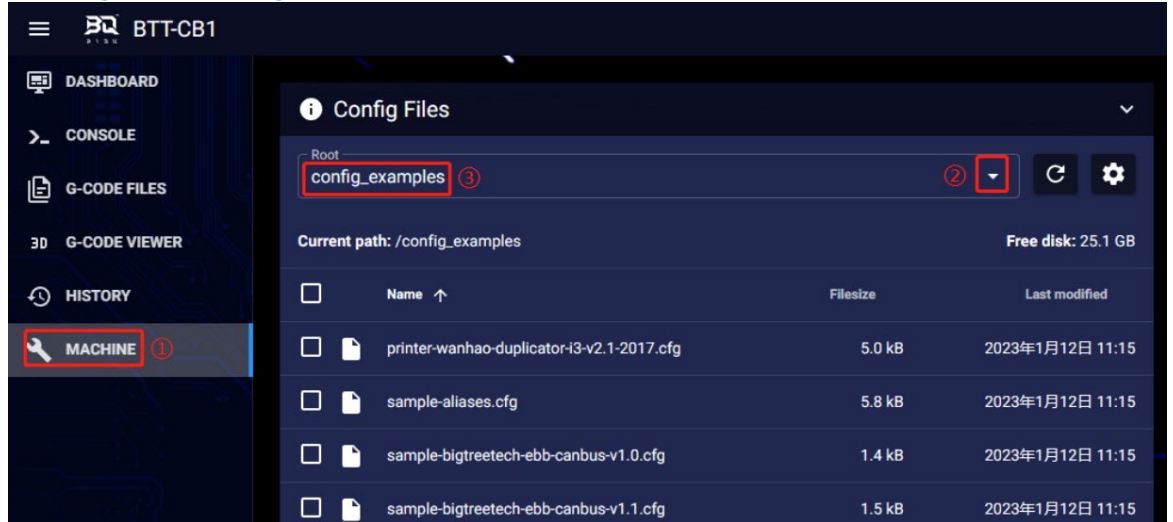 BQ BTT-CB1
DASHBOARD
CONSOLE
G-CODE FILES
3D G-CODE VIEWER
HISTORY
MACHINE ①
Config Files
Root
config_examples ③ ②
Current path: /config_examples Free disk: 25.1 GB
Name Filesize Last modified
printer-wanhao-duplicator-i3-v2.1-2017.cfg 5.0 kB 2023年1月12日 11:15
sample-aliases.cfg 5.8 kB 2023年1月12日 11:15
sample-bigtreetech-ebb-canbus-v1.0.cfg 1.4 kB 2023年1月12日 11:15
sample-bigtreetech-ebb-canbus-v1.1.cfg 1.5 kB 2023年1月12日 11:15